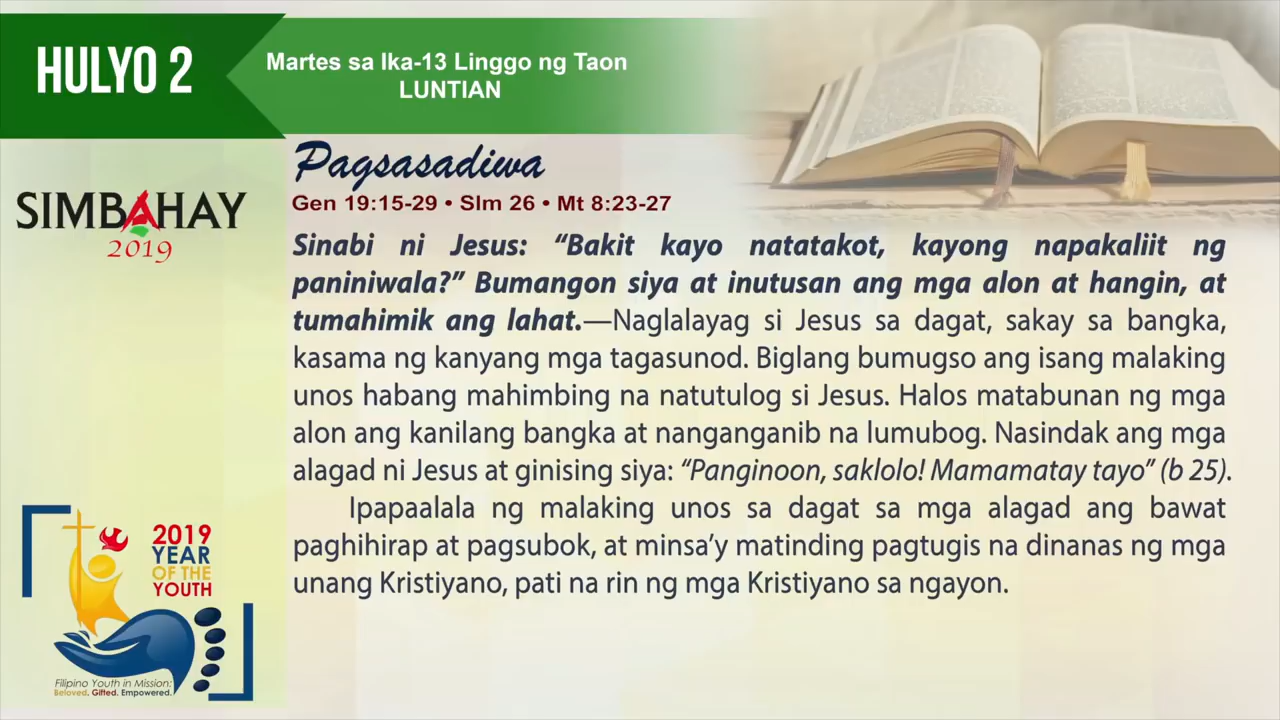 HULYO 2
Martes sa Ika-13 Linggo ng Taon
LUNTIAN
SIMBAHAY
2019
Pagsasadiwa
Gen 19:15-29 • Slm 26 • Mt 8:23-27
Sinabi ni Jesus: “Bakit kayo natatakot, kayong napakaliit ng
paniniwala?” Bumangon siya at inutusan ang mga alon at hangin, at
tumahimik ang lahat.—Naglalayag si Jesus sa dagat, sakay sa bangka,
kasama ng kanyang mga tagasunod. Biglang bumugso ang isang malaking
unos habang mahimbing na natutulog si Jesus. Halos matabunan ng mga
alon ang kanilang bangka at nanganganib na lumubog. Nasindak ang mga
alagad ni Jesus at ginising siya: “Panginoon, saklolo! Mamamatay tayo” (b 25).
Ipapaalala ng malaking unos sa dagat sa mga alagad ang bawat
paghihirap at pagsubok, at minsa’y matinding pagtugis na dinanas ng mga
unang Kristiyano, pati na rin ng mga Kristiyano sa ngayon.
2019
YEAR
OF THE
YOUTH
Filipino Youth in Mission:
Beloved. Gifted. Empowered.